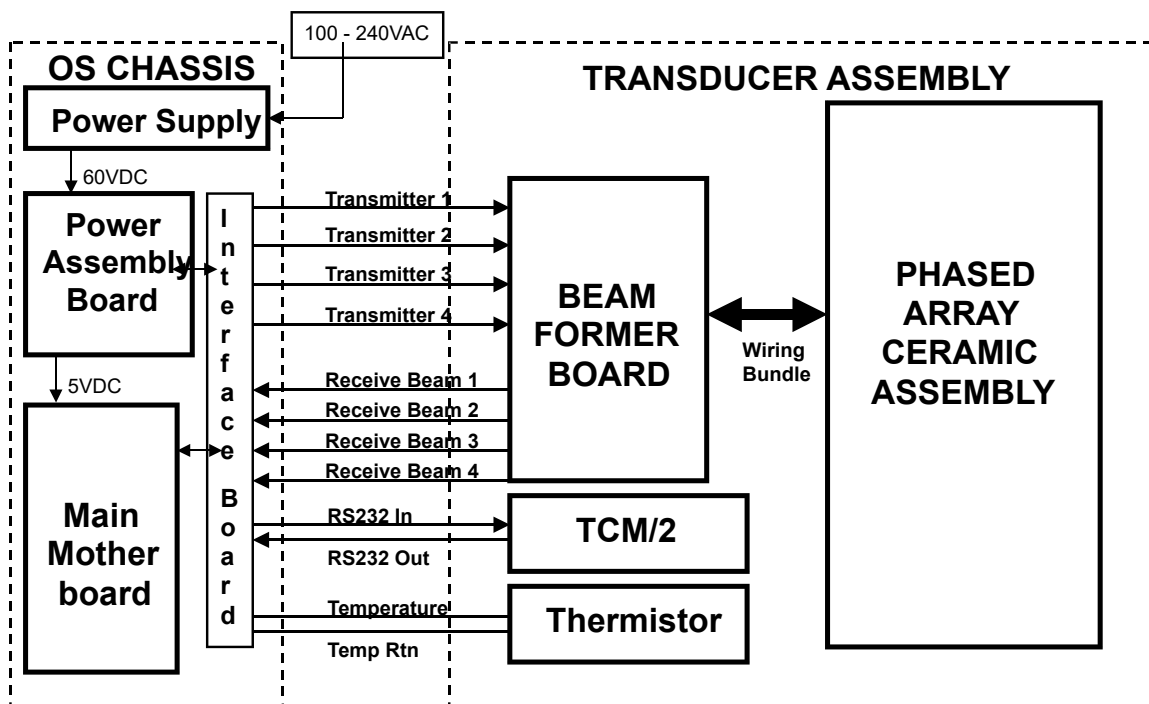 100 - 240VAC
OS CHASSIS
TRANSDUCER ASSEMBLY
Power Supply
60VDC
Power
Assembly
Board
5VDC
Main
Mother
board
Interface Board
Transmitter 1
Transmitter 2
Transmitter 3
Transmitter 4
Receive Beam 1
Receive Beam 2
Receive Beam 3
Receive Beam 4
RS232 In
RS232 Out
Temperature
Temp Rtn
BEAM
FORMER
BOARD
TCM/2
Thermistor
Wiring
Bundle
PHASED
ARRAY
CERAMIC
ASSEMBLY